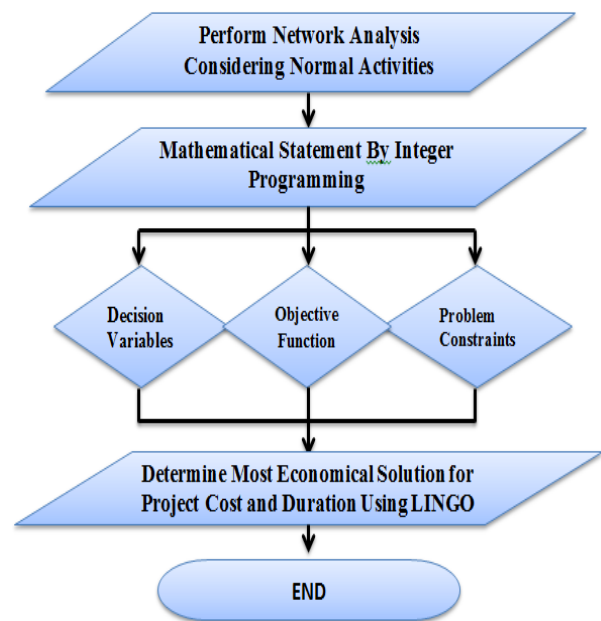 Perform Network Analysis
Considering Normal Activities
Mathematical Statement By Integer
Programming
Decision
Variables
Objective
Function
Problem
Constraints
Determine Most Economical Solution for
Project Cost and Duration Using LINGO
END